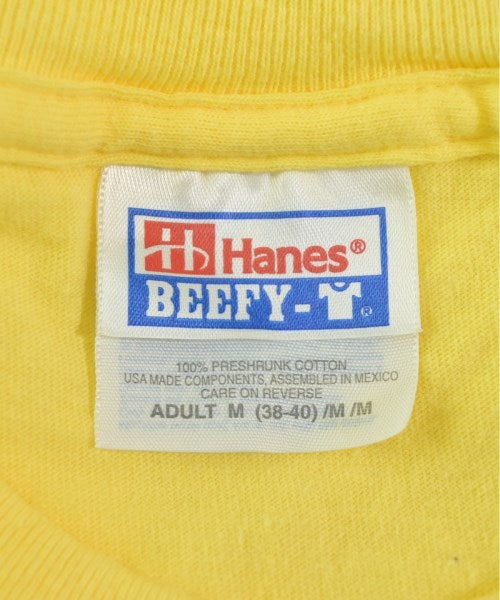 Hanes®
BEEFY-T®
100% PRESHRUNK COTTON
USA MADE COMPONENTS, ASSEMBLED IN MEXICO
CARE ON REVERSE
ADULT M (38-40) /M /M